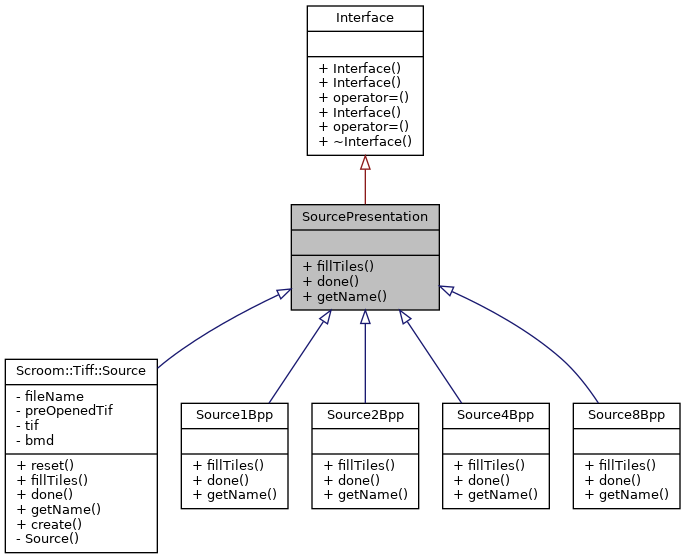 Interface
+ Interface()
+ Interface()
+ operator=()
+ Interface()
+ operator=()
+ ~Interface()
SourcePresentation
+ fillTiles()
+ done()
+ getName()
Scroom::Tiff::Source
- fileName
- preOpenedTif
- tif
- bmd
+ reset()
+ fillTiles()
+ done()
+ getName()
+ create()
- Source()
Source1Bpp
+ fillTiles()
+ done()
+ getName()
Source2Bpp
+ fillTiles()
+ done()
+ getName()
Source4Bpp
+ fillTiles()
+ done()
+ getName()
Source8Bpp
+ fillTiles()
+ done()
+ getName()